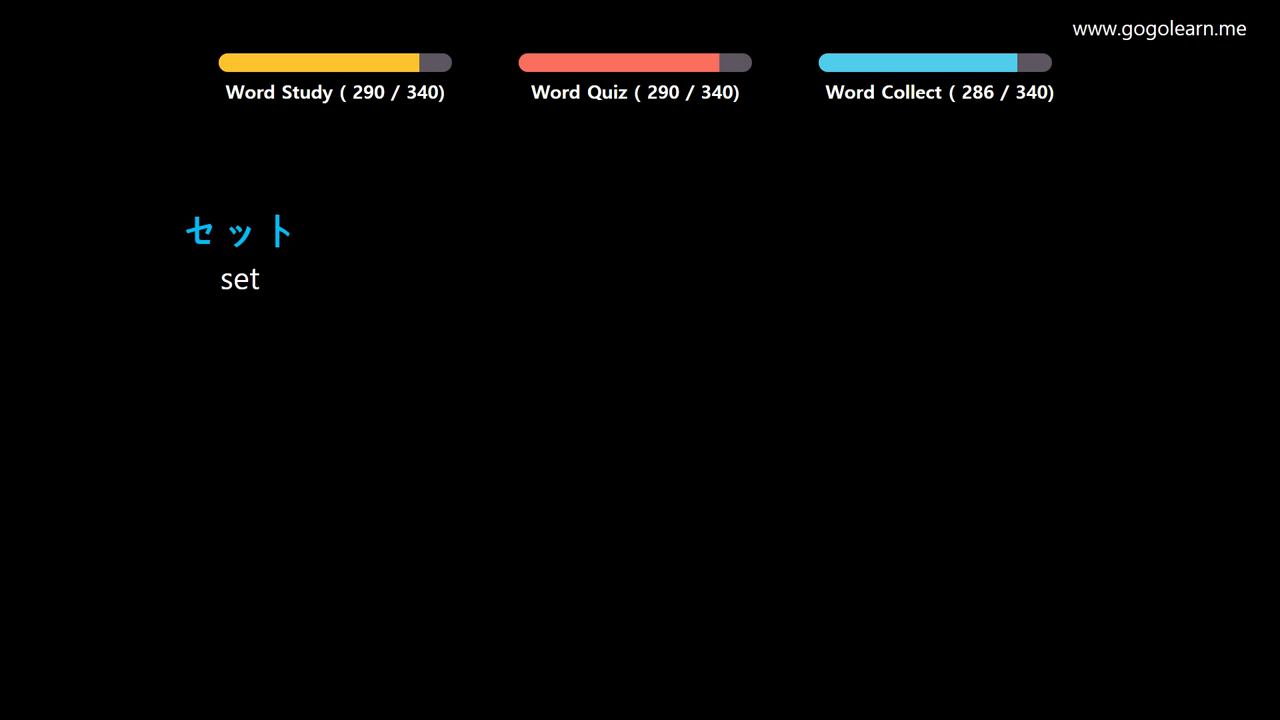 www.gogolearn.me
Word Study ( 290 / 340)
Word Quiz ( 290 / 340)
Word Collect ( 286 / 340)
セット
set